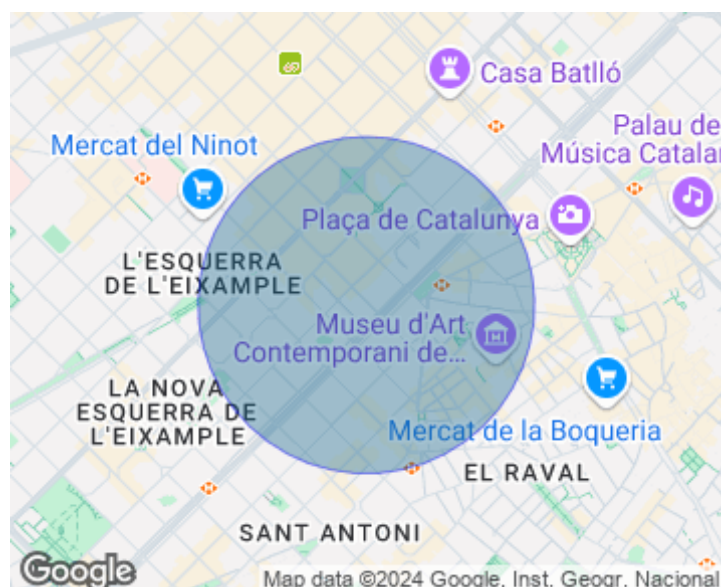 Casa Batlló
Palau de
Música Catalan
Mercat del Ninot
Plaça de Catalunya
L'ESQUERRA
DE L'EIXAMPLE
Museu d'Art
Contemporani de...
LA NOVA
ESQUERRA DE
L'EIXAMPLE
Mercat de la Boqueria
EL RAVAL
SANT ANTONI
Google
Map data ©2024 Google, Inst. Geogr. Nacional